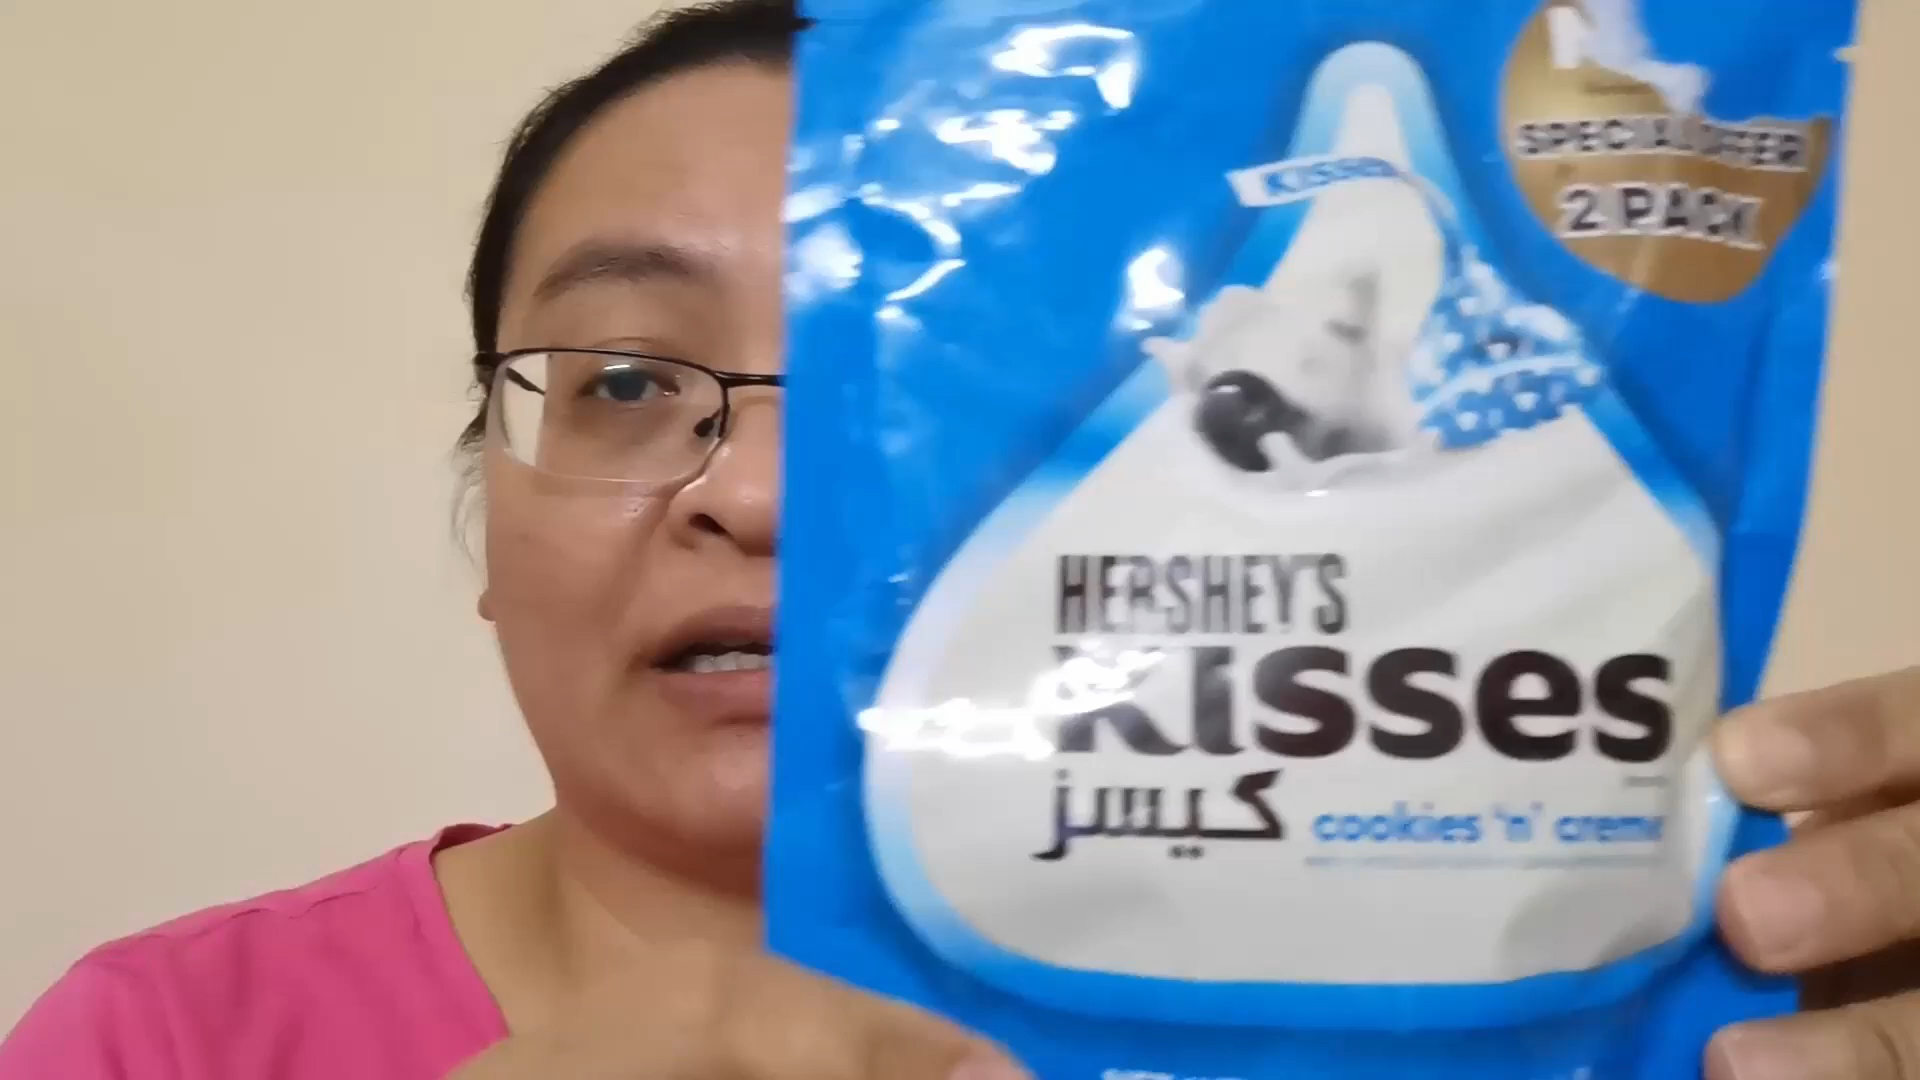 KISSES
SPECIAL OFFER
2 PACK
HERSHEY'S
Kisses
كيسز
cookies 'n' creme